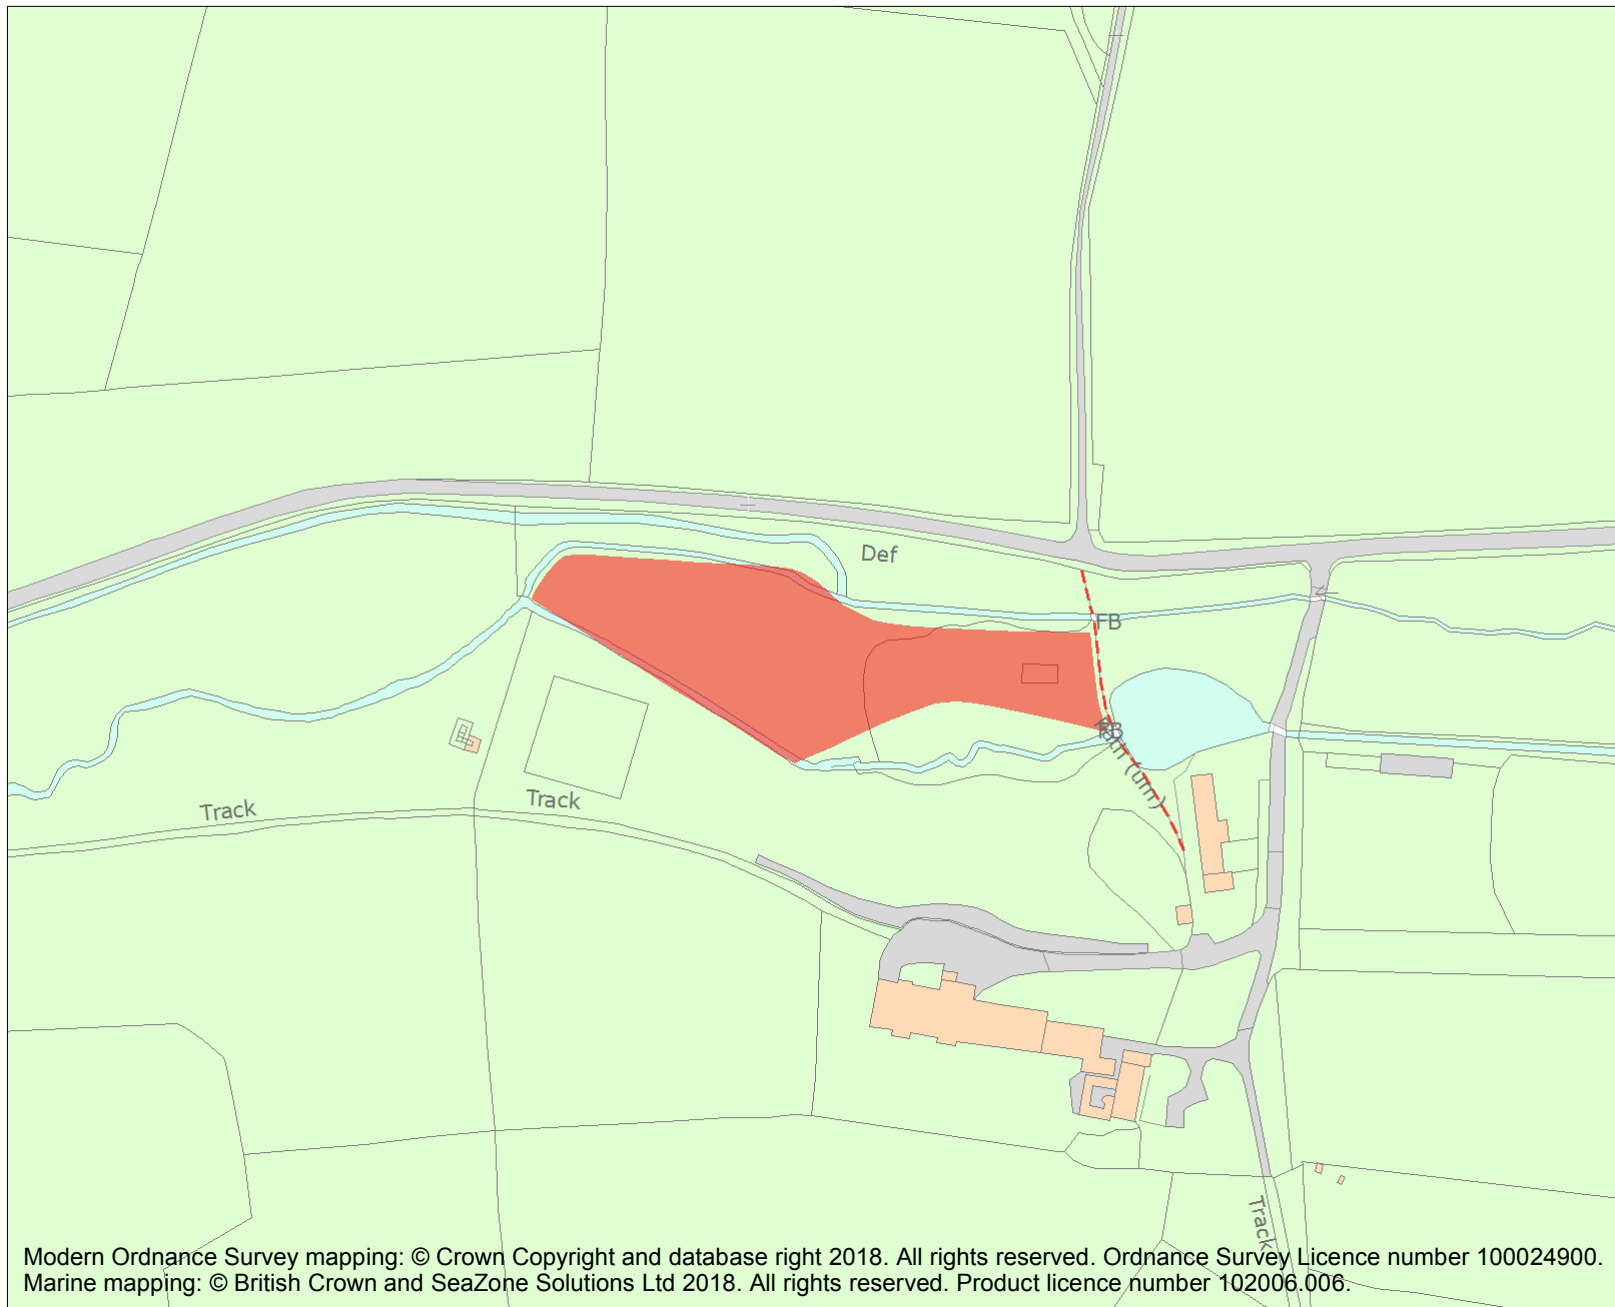 Def
FB
FB
Path (um)
Track
Track
Track
Modern Ordnance Survey mapping: © Crown Copyright and database right 2018. All rights reserved. Ordnance Survey Licence number 100024900.
Marine mapping: © British Crown and SeaZone Solutions Ltd 2018. All rights reserved. Product licence number 102006.006.